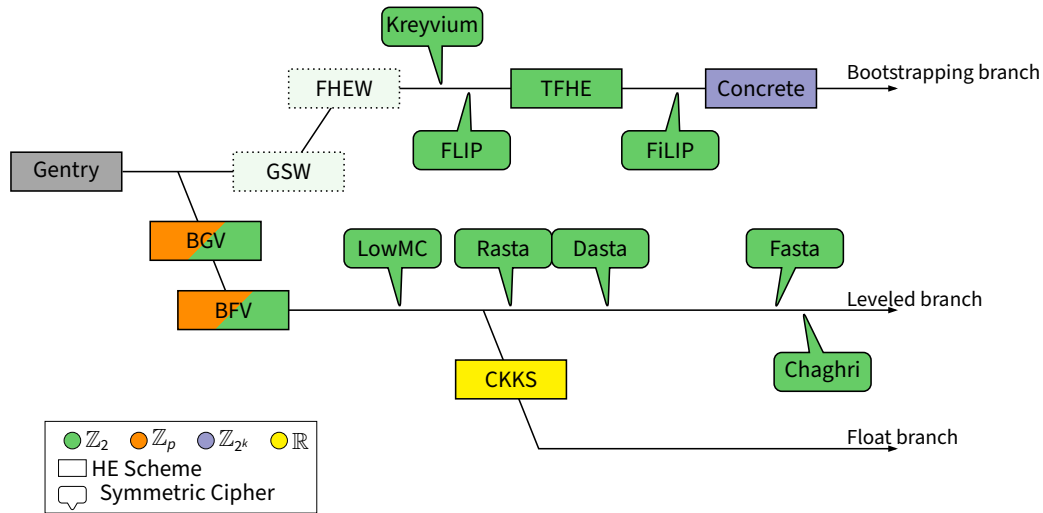 Kreyvium
Bootstrapping branch
FHEW
TFHE
Concrete
FLIP
FiLIP
Gentry
GSW
BGV
LowMC
Rasta
Dasta
Fasta
BFV
Leveled branch
CKKS
Chaghri
Float branch
ℤ₂ ℤₚ ℤ₂ᵏ ℝ
HE Scheme
Symmetric Cipher